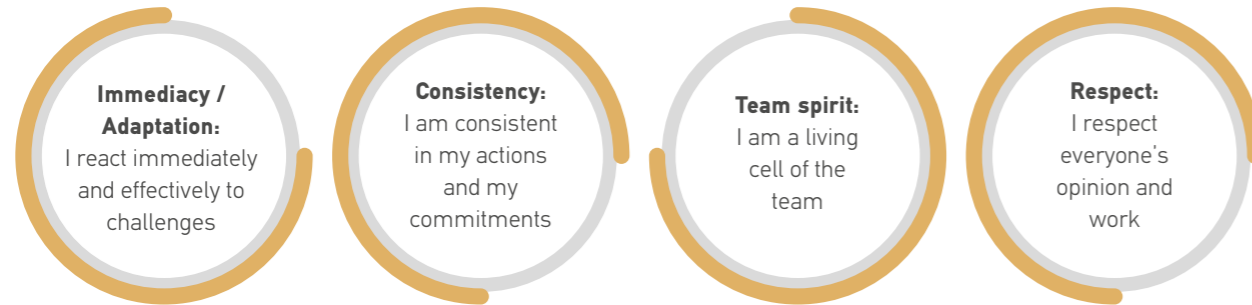 Immediacy /
Adaptation:
I react immediately
and effectively to
challenges
Consistency:
I am consistent
in my actions
and my
commitments
Team spirit:
I am a living
cell of the
team
Respect:
I respect
everyone's
opinion and
work